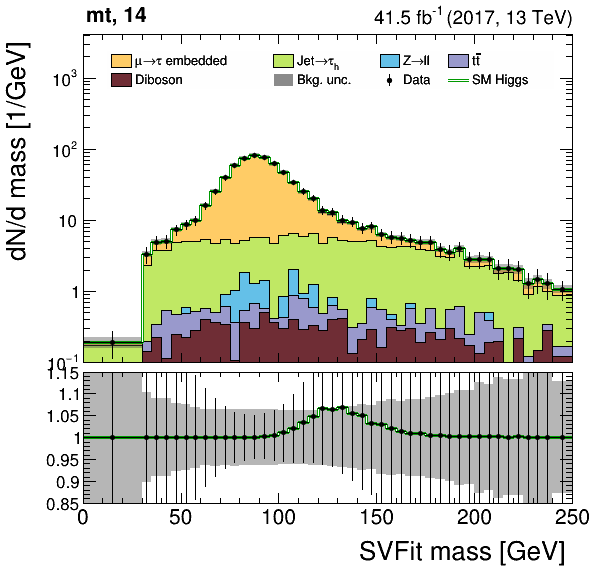 mt, 14 41.5 fb⁻¹ (2017, 13 TeV)
dN/d mass [1/GeV]
10³
10²
10
1
10⁻¹
μ→τ embedded Jet→τₕ Z→ll tt̄
Diboson Bkg. unc. Data SM Higgs
1.15
1.1
1.05
1
0.95
0.9
0.85
0 50 100 150 200 250
SVFit mass [GeV]